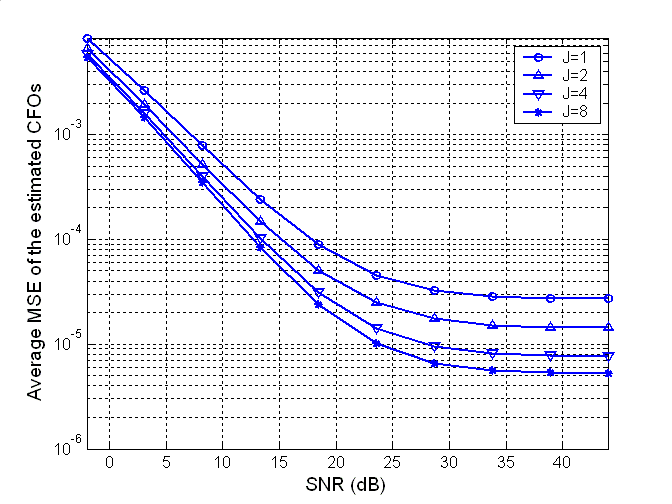 J=1
J=2
J=4
J=8
Average MSE of the estimated CFOs
10-3
10-4
10-5
10-6
0 5 10 15 20 25 30 35 40
SNR (dB)